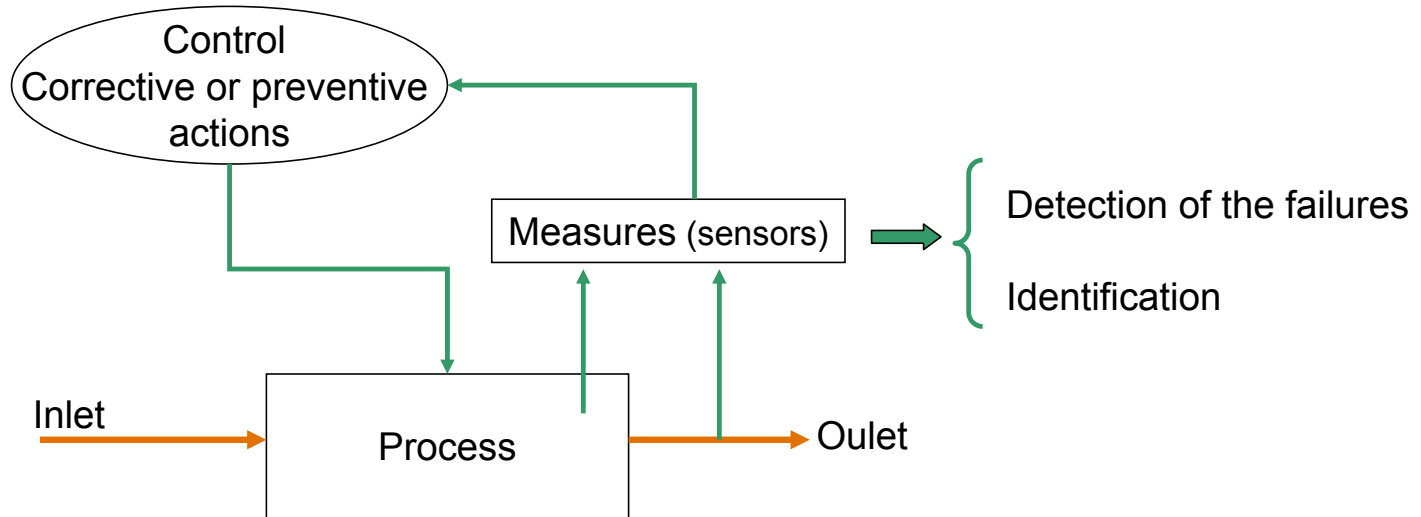 Control
Corrective or preventive
actions
Measures (sensors)
Detection of the failures
Identification
Inlet
Process
Oulet